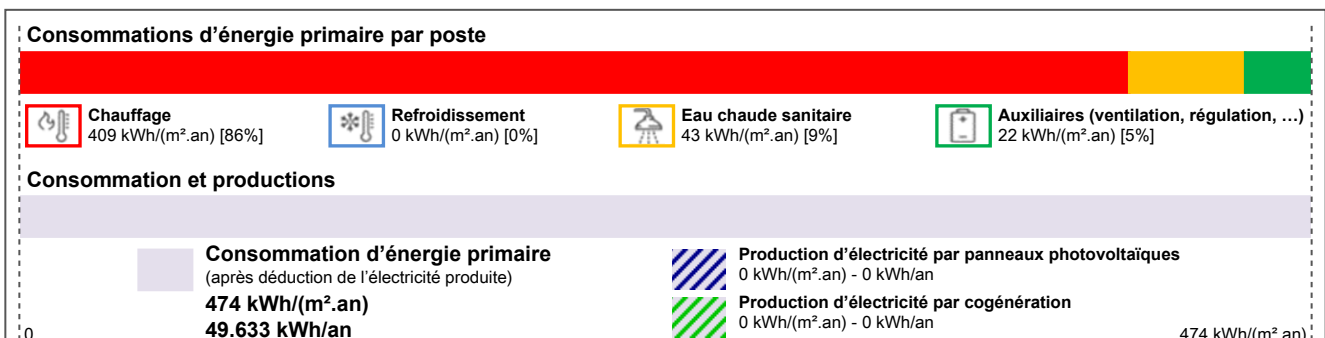 Consommations d'énergie primaire par poste
Chauffage
409 kWh/(m².an) [86%]
Refroidissement
0 kWh/(m².an) [0%]
Eau chaude sanitaire
43 kWh/(m².an) [9%]
Auxiliaires (ventilation, régulation, …)
22 kWh/(m².an) [5%]
Consommation et productions
Consommation d'énergie primaire
(après déduction de l'électricité produite)
474 kWh/(m².an)
49.633 kWh/an
Production d'électricité par panneaux photovoltaïques
0 kWh/(m².an) - 0 kWh/an
Production d'électricité par cogénération
0 kWh/(m².an) - 0 kWh/an
0
474 kWh/(m².an)